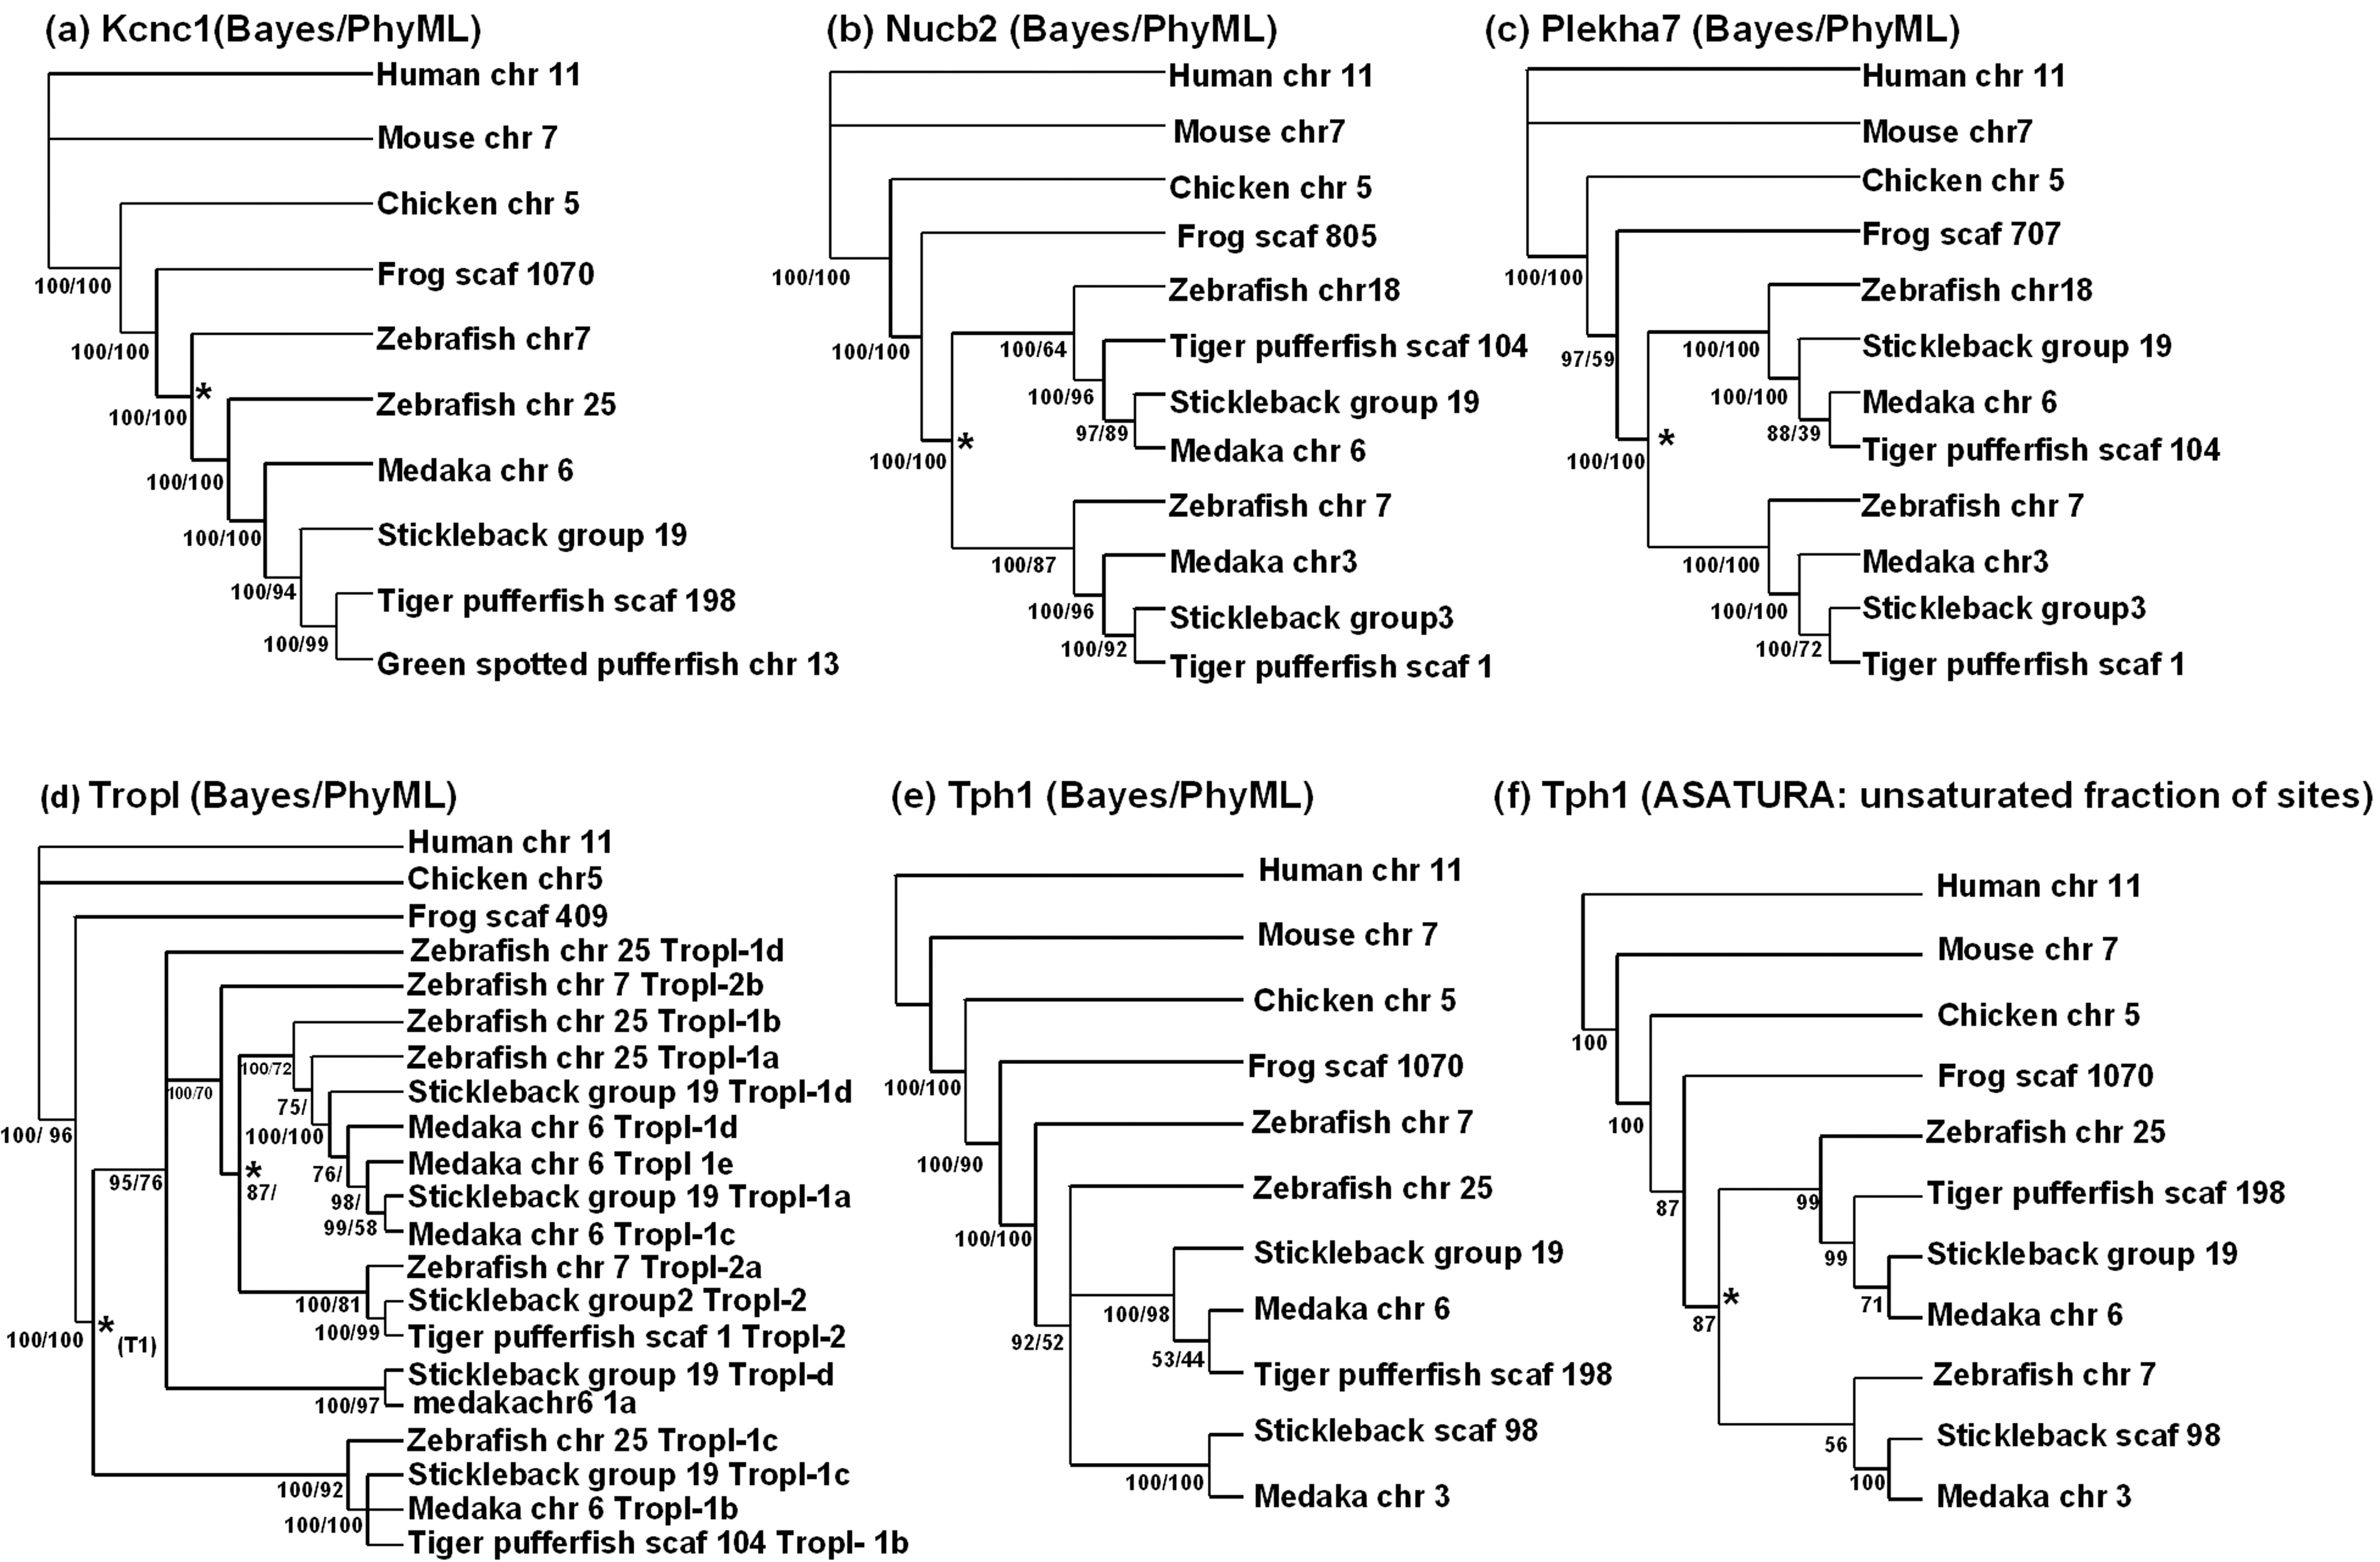 (a) Kcnc1(Bayes/PhyML)
Human chr 11
Mouse chr 7
Chicken chr 5
100/100
Frog scaf 1070
100/100
Zebrafish chr7
*
100/100
Zebrafish chr 25
100/100
Medaka chr 6
100/100
Stickleback group 19
100/94
Tiger pufferfish scaf 198
100/99
Green spotted pufferfish chr 13
(b) Nucb2 (Bayes/PhyML)
Human chr 11
Mouse chr7
Chicken chr 5
100/100
Frog scaf 805
100/100
Zebrafish chr18
100/64
Tiger pufferfish scaf 104
100/96
Stickleback group 19
97/89
Medaka chr 6
*
100/100
Zebrafish chr 7
100/87
Medaka chr3
100/96
Stickleback group3
100/92
Tiger pufferfish scaf 1
(c) Plekha7 (Bayes/PhyML)
Human chr 11
Mouse chr7
Chicken chr 5
100/100
Frog scaf 707
97/59
Zebrafish chr18
100/100
Stickleback group 19
100/100
Medaka chr 6
88/39
Tiger pufferfish scaf 104
*
100/100
Zebrafish chr 7
100/100
Medaka chr3
100/100
Stickleback group3
100/72
Tiger pufferfish scaf 1
(d) Tropl (Bayes/PhyML)
Human chr 11
Chicken chr5
Frog scaf 409
Zebrafish chr 25 Tropl-1d
Zebrafish chr 7 Tropl-2b
Zebrafish chr 25 Tropl-1b
Zebrafish chr 25 Tropl-1a
100/72
100/70
Stickleback group 19 Tropl-1d
75/
Medaka chr 6 Tropl-1d
100/100
100/ 96
Medaka chr 6 Tropl 1e
*
76/
95/76
87/
Stickleback group 19 Tropl-1a
98/
99/58
Medaka chr 6 Tropl-1c
Zebrafish chr 7 Tropl-2a
Stickleback group2 Tropl-2
100/81
Tiger pufferfish scaf 1 Tropl-2
100/99
100/100
*
(T1)
Stickleback group 19 Tropl-d
medakachr6 1a
100/97
Zebrafish chr 25 Tropl-1c
Stickleback group 19 Tropl-1c
100/92
Medaka chr 6 Tropl-1b
100/100
Tiger pufferfish scaf 104 Tropl- 1b
(e) Tph1 (Bayes/PhyML)
Human chr 11
Mouse chr 7
Chicken chr 5
Frog scaf 1070
100/100
Zebrafish chr 7
100/90
Zebrafish chr 25
100/100
Stickleback group 19
100/98
Medaka chr 6
92/52
53/44
Tiger pufferfish scaf 198
Stickleback scaf 98
100/100
Medaka chr 3
(f) Tph1 (ASATURA: unsaturated fraction of sites)
Human chr 11
Mouse chr 7
Chicken chr 5
100
Frog scaf 1070
100
Zebrafish chr 25
87
99
Tiger pufferfish scaf 198
99
Stickleback group 19
71
Medaka chr 6
*
87
Zebrafish chr 7
56
Stickleback scaf 98
100
Medaka chr 3